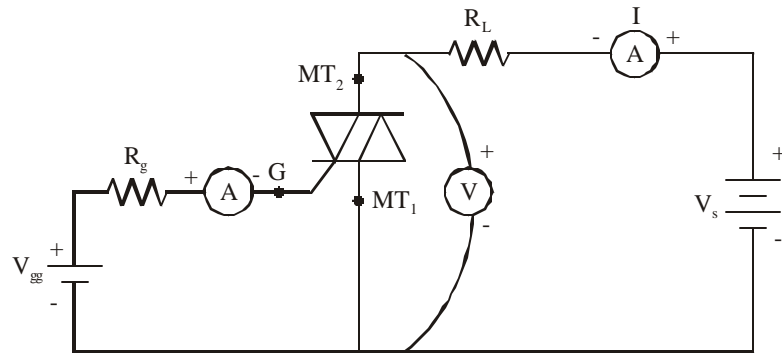 I
R_L
- A +
MT_2
R_g
+ A - G
+
V
-
MT_1
+
V_s
-
+
V_gg
-